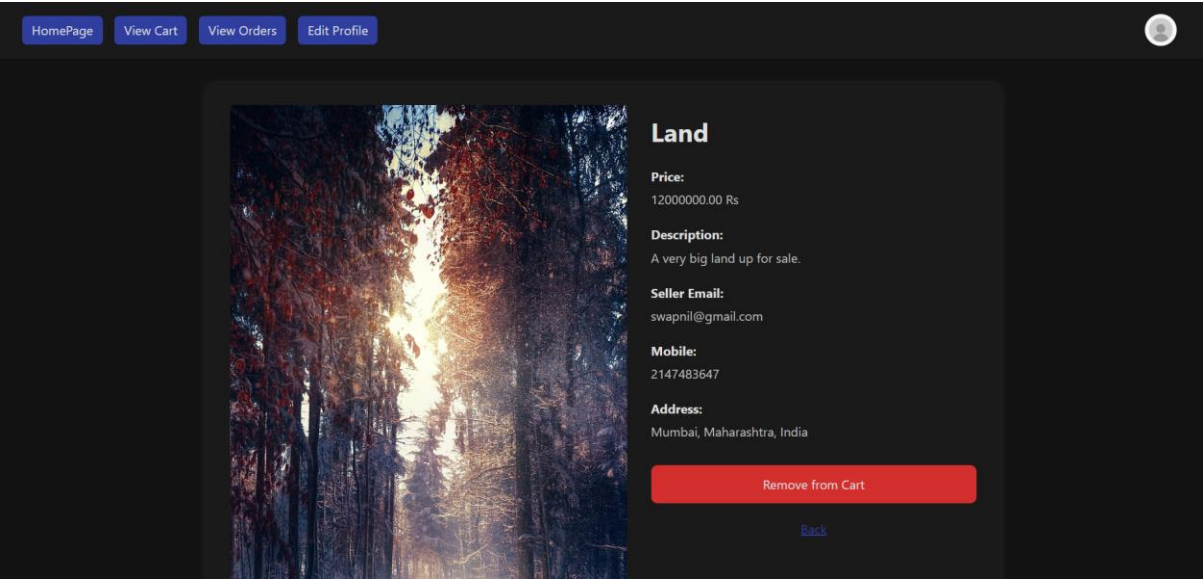 HomePage View Cart View Orders Edit Profile
Land
Price:
12000000.00 Rs
Description:
A very big land up for sale.
Seller Email:
swapnil@gmail.com
Mobile:
2147483647
Address:
Mumbai, Maharashtra, India
Remove from Cart
Back